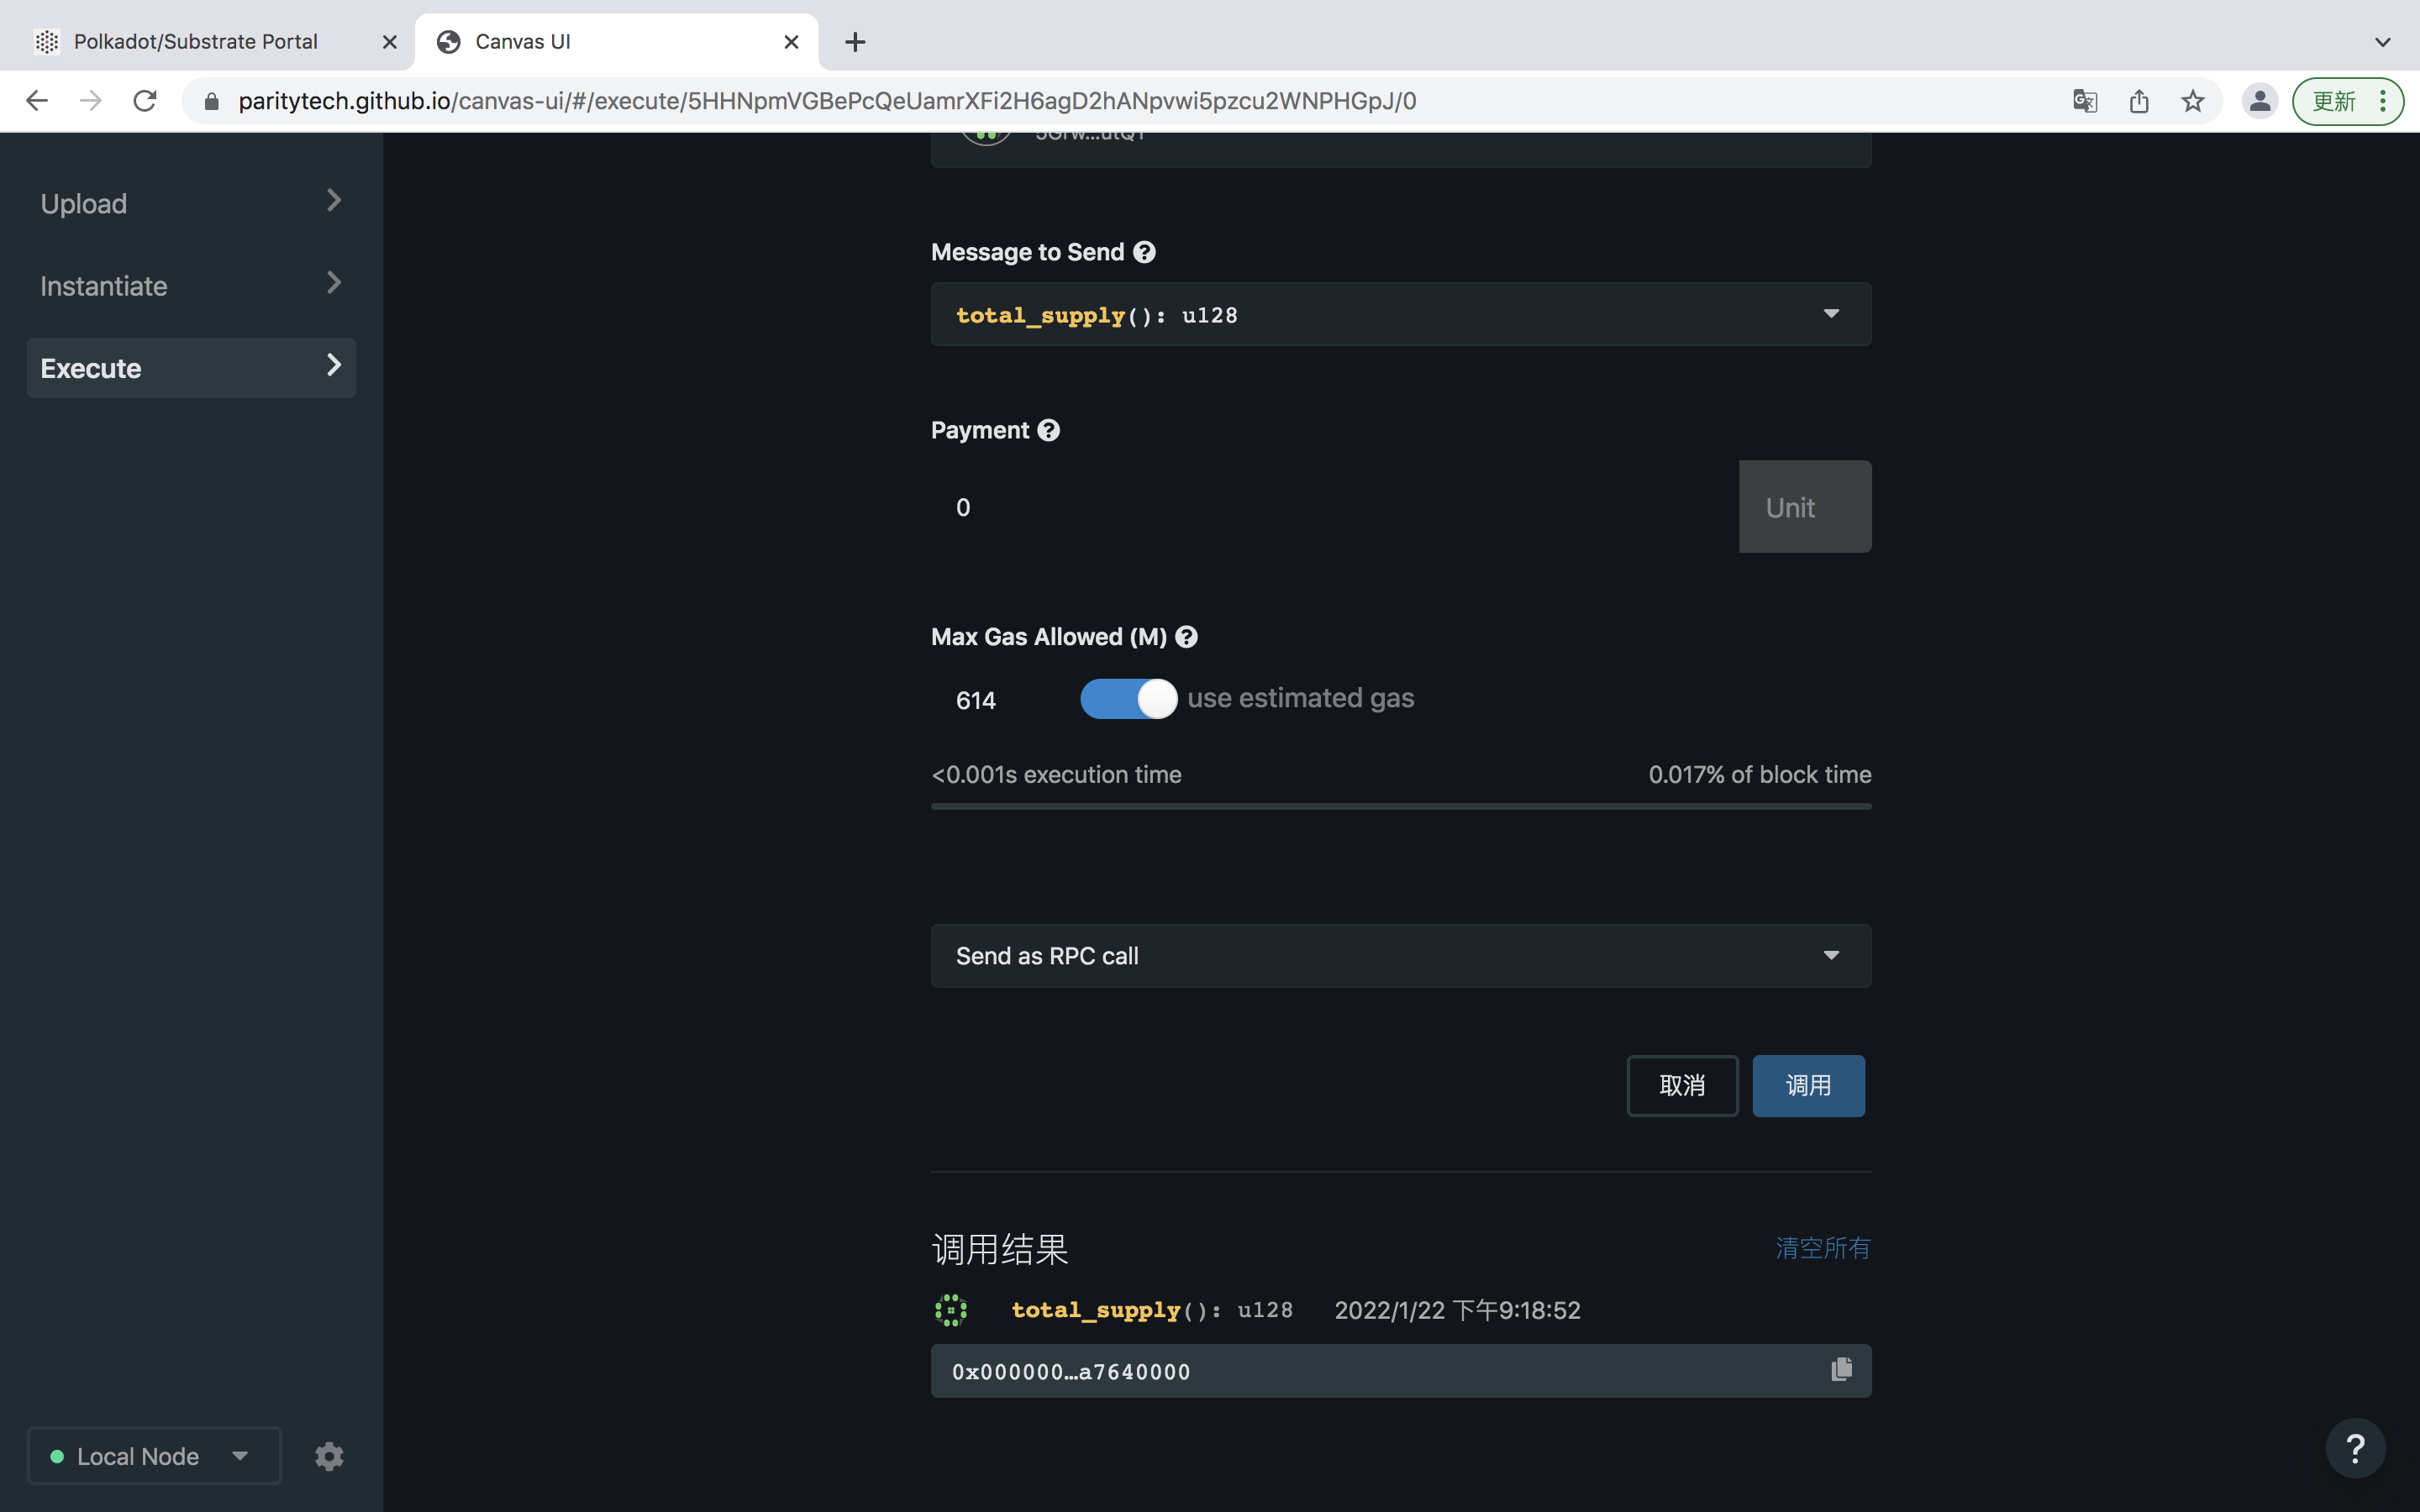 Polkadot/Substrate Portal
Canvas UI
paritytech.github.io/canvas-ui/#/execute/5HHNpmVGBePcQeUamrXFi2H6agD2hANpvwi5pzcu2WNPHGpJ/0
更新
Upload
Instantiate
Execute
Message to Send
total_supply(): u128
Payment
0
Unit
Max Gas Allowed (M)
614
use estimated gas
<0.001s execution time
0.017% of block time
Send as RPC call
取消
调用
调用结果
清空所有
total_supply(): u128
2022/1/22 下午9:18:52
0x000000…a7640000
Local Node
?